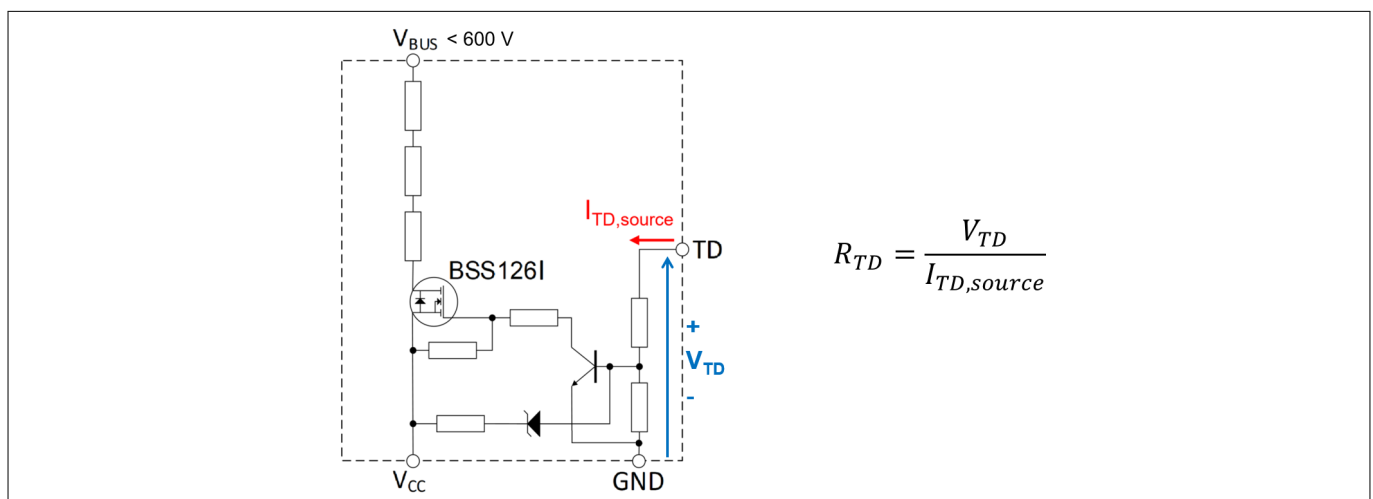 V_BUS < 600 V
I_TD,source
TD
BSS126I
+
V_TD
-
V_CC
GND
R_TD = V_TD / I_TD,source